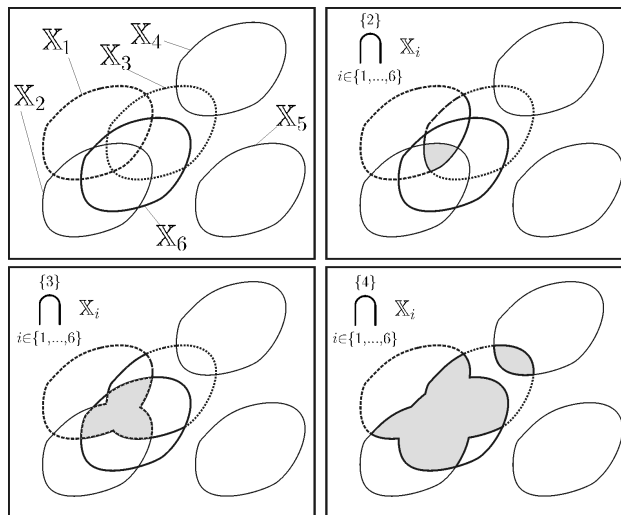 𝕏₁
𝕏₄
𝕏₃
𝕏₂
𝕏₅
𝕏₆
{2}
⋂ 𝕏ᵢ
i∈{1,...,6}
{3}
⋂ 𝕏ᵢ
i∈{1,...,6}
{4}
⋂ 𝕏ᵢ
i∈{1,...,6}